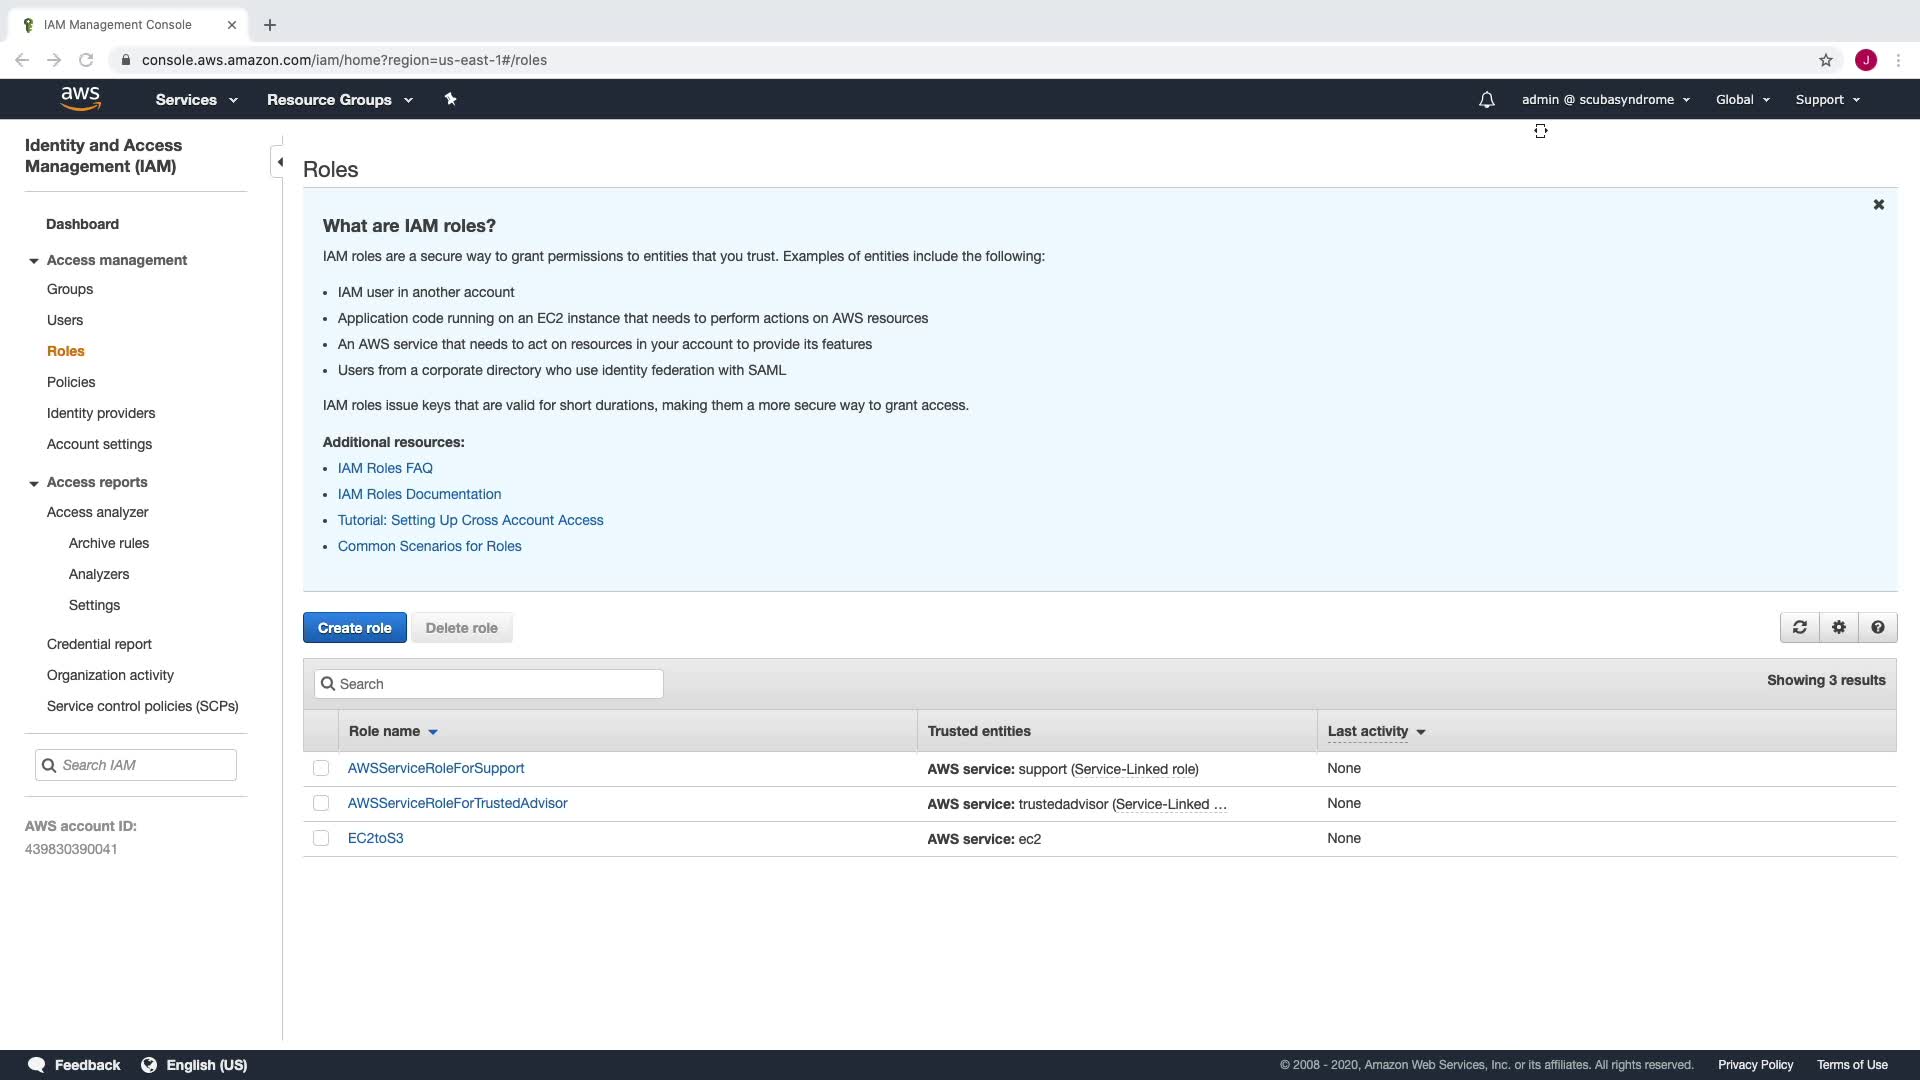 IAM Management Console
console.aws.amazon.com/iam/home?region=us-east-1#/roles
J
aws
Services
Resource Groups
admin @ scubasyndrome
Global
Support
Identity and Access
Management (IAM)
Dashboard
Access management
Groups
Users
Roles
Policies
Identity providers
Account settings
Access reports
Access analyzer
Archive rules
Analyzers
Settings
Credential report
Organization activity
Service control policies (SCPs)
Search IAM
AWS account ID:
439830390041
Roles
What are IAM roles?
IAM roles are a secure way to grant permissions to entities that you trust. Examples of entities include the following:
• IAM user in another account
• Application code running on an EC2 instance that needs to perform actions on AWS resources
• An AWS service that needs to act on resources in your account to provide its features
• Users from a corporate directory who use identity federation with SAML
IAM roles issue keys that are valid for short durations, making them a more secure way to grant access.
Additional resources:
• IAM Roles FAQ
• IAM Roles Documentation
• Tutorial: Setting Up Cross Account Access
• Common Scenarios for Roles
Create role
Delete role
Search
Showing 3 results
Role name
Trusted entities
Last activity
AWSServiceRoleForSupport
AWS service: support (Service-Linked role)
None
AWSServiceRoleForTrustedAdvisor
AWS service: trustedadvisor (Service-Linked …
None
EC2toS3
AWS service: ec2
None
Feedback
English (US)
© 2008 - 2020, Amazon Web Services, Inc. or its affiliates. All rights reserved.
Privacy Policy
Terms of Use